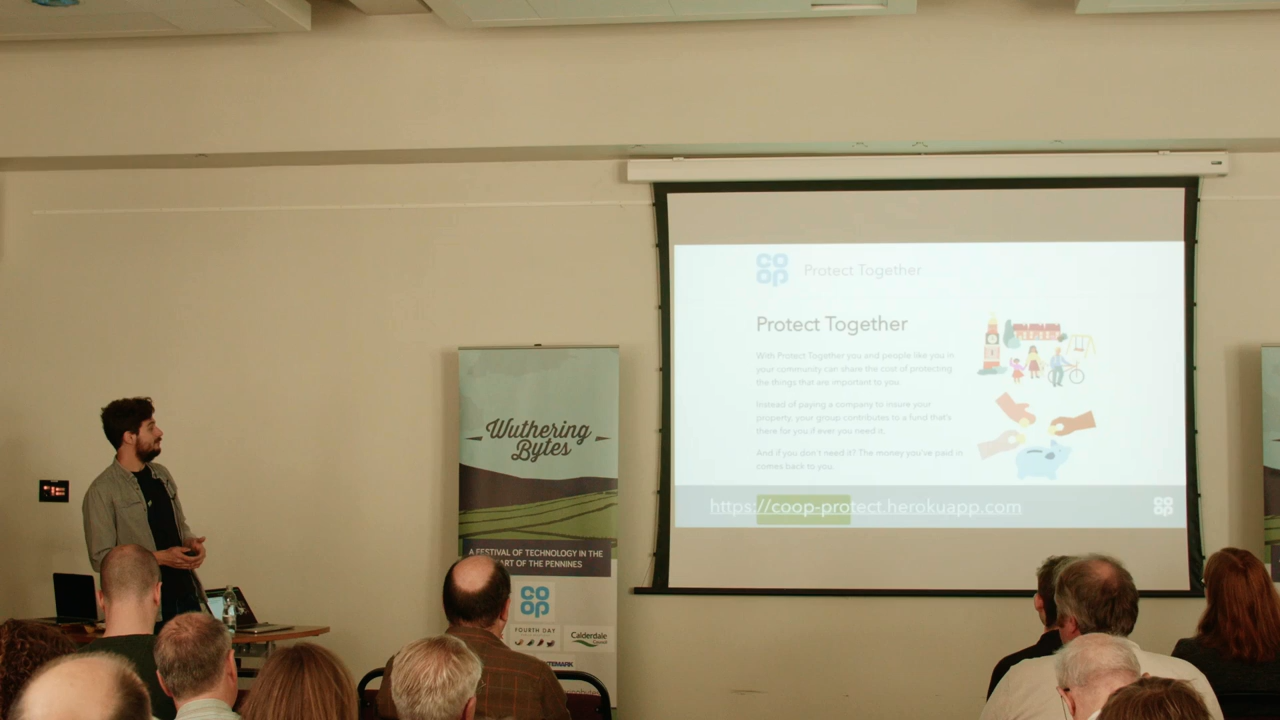 Wuthering
Bytes
A FESTIVAL OF TECHNOLOGY IN THE
ART OF THE PENNINES
co
op
FOURTH DAY
Calderdale
Council
co
op
Protect Together
Protect Together
With Protect Together you and people like you in
your community can share the cost of protecting
the things that are important to you.
Instead of paying a company to insure your
property, your group contributes to a fund that's
there for you if ever you need it.
And if you don't need it? The money you've paid in
comes back to you.
https://coop-protect.herokuapp.com
co
op